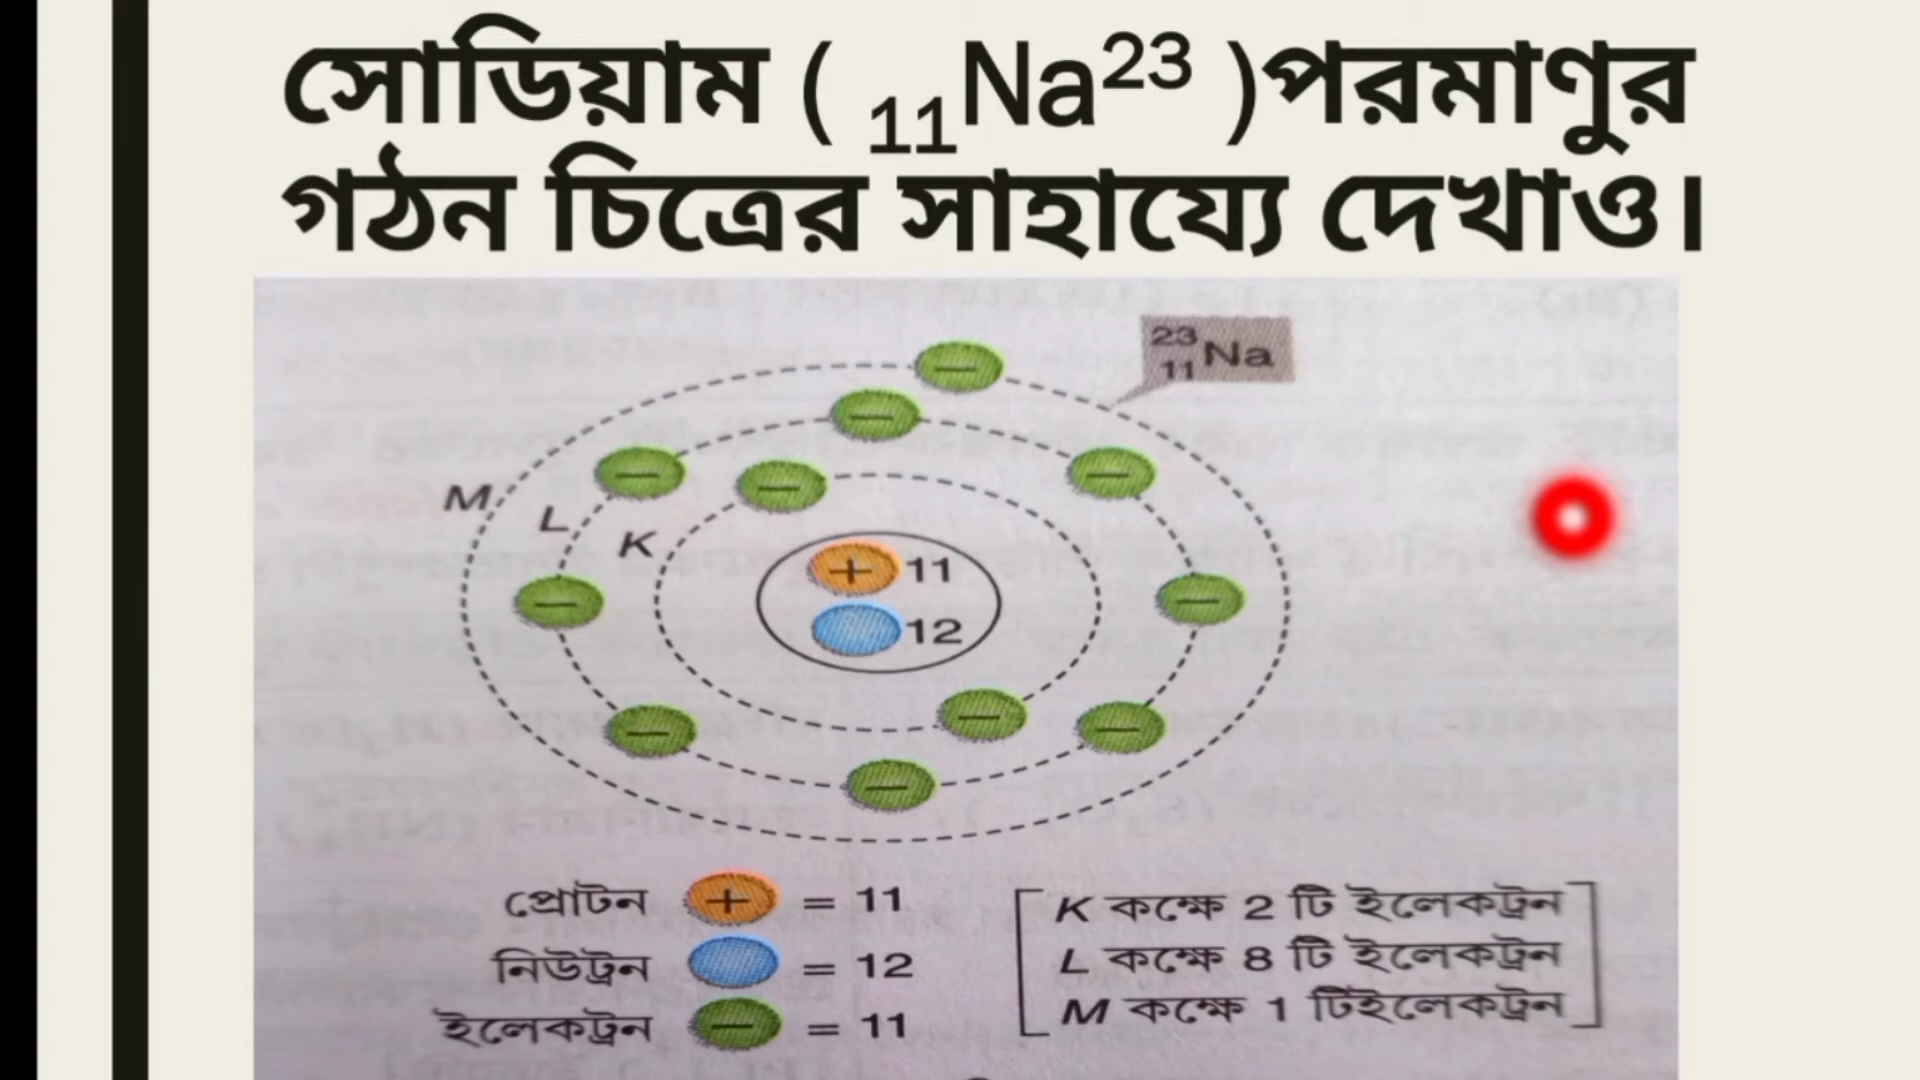 সোডিয়াম ( ₁₁Na²³ )পরমাণুর
গঠন চিত্রের সাহায্যে দেখাও।
²³₁₁Na
M
L
K
+ 11
12
প্রোটন + = 11
নিউট্রন = 12
ইলেকট্রন − = 11
K কক্ষে 2 টি ইলেকট্রন
L কক্ষে 8 টি ইলেকট্রন
M কক্ষে 1 টিইলেকট্রন